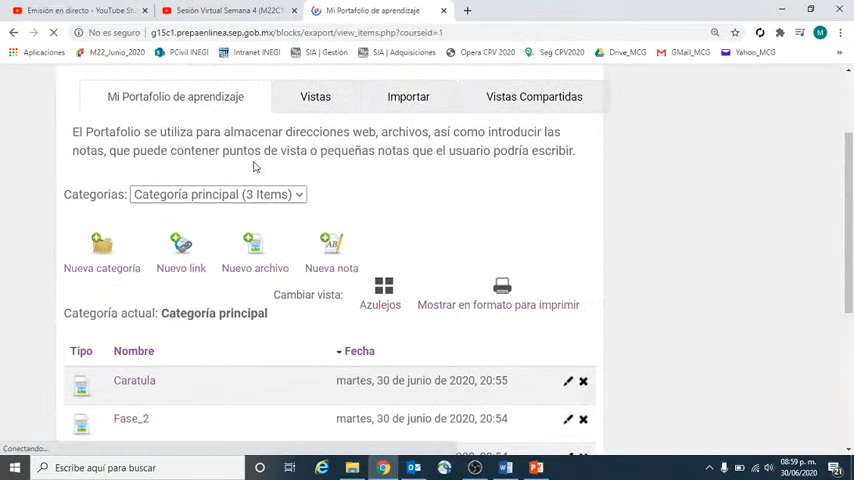 Emisión en directo - YouTube St
Sesión Virtual Semana 4 (M22C1
Mi Portafolio de aprendizaje
No es seguro | g15c1.prepaenlinea.sep.gob.mx/blocks/exaport/view_items.php?courseid=1
M
Aplicaciones
M22_Junio_2020
PCivil INEGI
Intranet INEGI
SIA | Gestión
SIA | Adquisiciones
Opera CPV 2020
Seg CPV2020
Drive_MCG
GMail_MCG
Yahoo_MCG
Mi Portafolio de aprendizaje
Vistas
Importar
Vistas Compartidas
El Portafolio se utiliza para almacenar direcciones web, archivos, así como introducir las
notas, que puede contener puntos de vista o pequeñas notas que el usuario podría escribir.
Categorias: Categoría principal (3 Items)
Nueva categoría
Nuevo link
Nuevo archivo
Nueva nota
Cambiar vista:
Azulejos
Mostrar en formato para imprimir
Categoría actual: Categoría principal
Tipo
Nombre
Fecha
Caratula
martes, 30 de junio de 2020, 20:55
Fase_2
martes, 30 de junio de 2020, 20:54
Conectando...
Escribe aquí para buscar
08:59 p. m.
30/06/2020
21